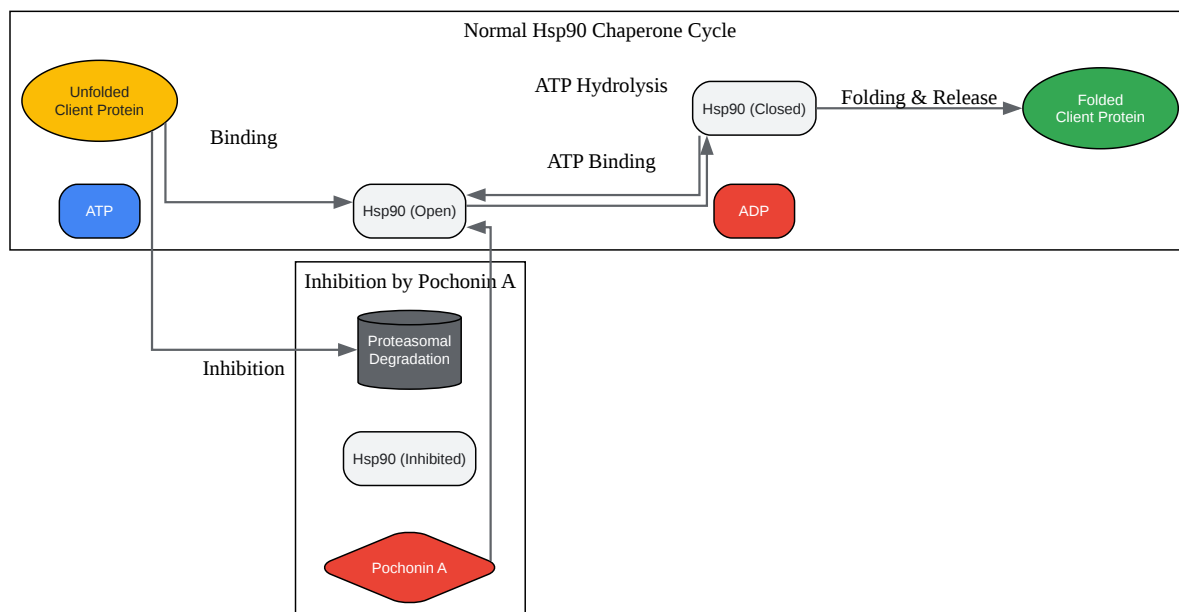 Normal Hsp90 Chaperone Cycle
Unfolded
Client Protein
ATP Hydrolysis
Hsp90 (Closed)
Folding & Release
Folded
Client Protein
Binding
ATP Binding
ATP
Hsp90 (Open)
ADP
Inhibition by Pochonin A
Proteasomal
Degradation
Inhibition
Hsp90 (Inhibited)
Pochonin A